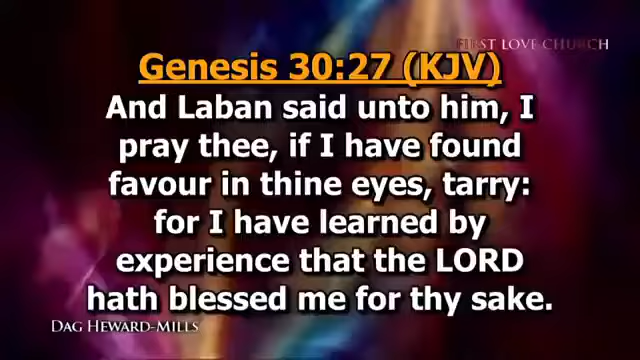 FIRST LOVE CHURCH
Genesis 30:27 (KJV)
And Laban said unto him, I
pray thee, if I have found
favour in thine eyes, tarry:
for I have learned by
experience that the LORD
hath blessed me for thy sake.
DAG HEWARD-MILLS